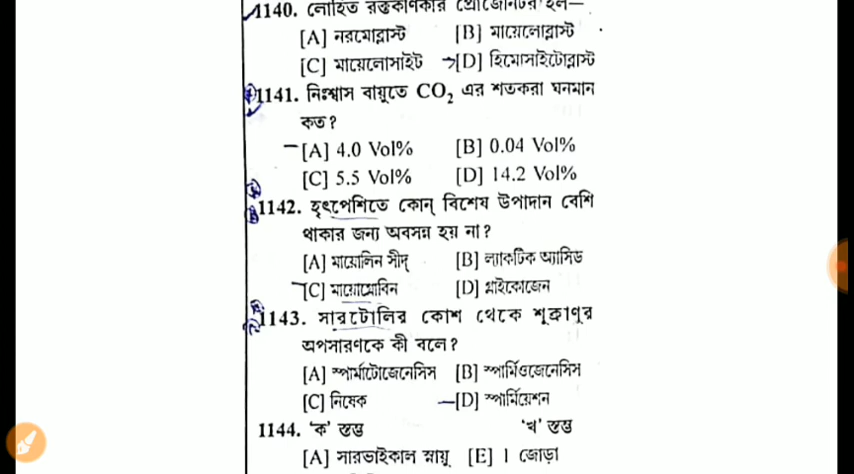 1140. লোহিত রক্তকণিকার প্রোজেনিটর হল—
[A] নরমোব্লাস্ট [B] মায়েলোব্লাস্ট
[C] মায়েলোসাইট [D] হিমোসাইটোব্লাস্ট
1141. নিঃশ্বাস বায়ুতে CO₂ এর শতকরা ঘনমান
কত?
[A] 4.0 Vol% [B] 0.04 Vol%
[C] 5.5 Vol% [D] 14.2 Vol%
1142. হৃৎপেশিতে কোন্ বিশেষ উপাদান বেশি
থাকার জন্য অবসন্ন হয় না?
[A] মায়োলিন সীদ্ [B] ল্যাকটিক অ্যাসিড
[C] মায়োগ্লোবিন [D] গ্লাইকোজেন
1143. সারটোলির কোশ থেকে শুক্রাণুর
অপসারণকে কী বলে?
[A] স্পার্মাটোজেনেসিস [B] স্পার্মিওজেনেসিস
[C] নিষেক [D] স্পার্মিয়েশন
1144. ‘ক’ স্তম্ভ ‘খ’ স্তম্ভ
[A] সারভাইকাল স্নায়ু [E] 1 জোড়া